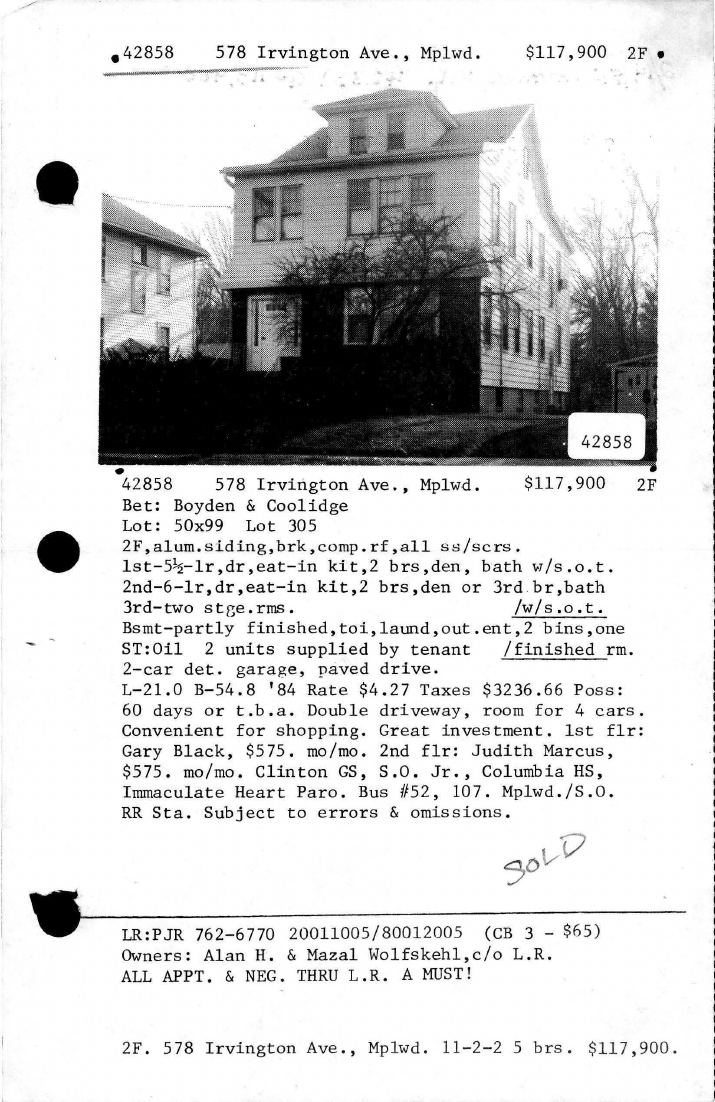 42858 578 Irvington Ave., Mplwd. $117,900 2F
42858
42858 578 Irvington Ave., Mplwd. $117,900 2F
Bet: Boyden & Coolidge
Lot: 50x99 Lot 305
2F,alum.siding,brk,comp.rf,all ss/scrs.
1st-5½-lr,dr,eat-in kit,2 brs,den, bath w/s.o.t.
2nd-6-lr,dr,eat-in kit,2 brs,den or 3rd br,bath
3rd-two stge.rms. /w/s.o.t.
Bsmt-partly finished,toi,laund,out.ent,2 bins,one
ST:Oil 2 units supplied by tenant /finished rm.
2-car det. garage, paved drive.
L-21.0 B-54.8 '84 Rate $4.27 Taxes $3236.66 Poss:
60 days or t.b.a. Double driveway, room for 4 cars.
Convenient for shopping. Great investment. 1st flr:
Gary Black, $575. mo/mo. 2nd flr: Judith Marcus,
$575. mo/mo. Clinton GS, S.O. Jr., Columbia HS,
Immaculate Heart Paro. Bus #52, 107. Mplwd./S.O.
RR Sta. Subject to errors & omissions.
SOLD
LR:PJR 762-6770 20011005/80012005 (CB 3 - $65)
Owners: Alan H. & Mazal Wolfskehl,c/o L.R.
ALL APPT. & NEG. THRU L.R. A MUST!
2F. 578 Irvington Ave., Mplwd. 11-2-2 5 brs. $117,900.